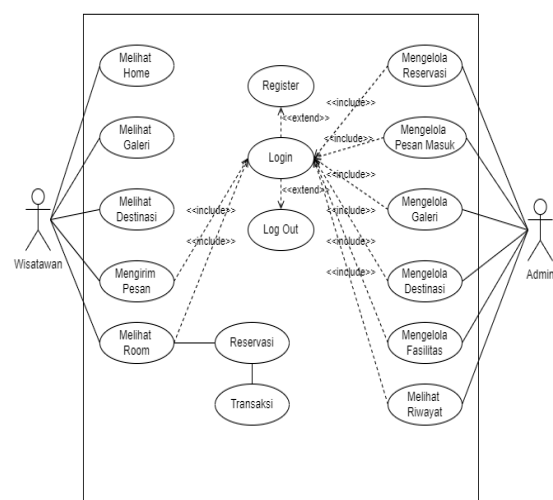 Melihat
Home
Melihat
Galeri
Melihat
Destinasi
Mengirim
Pesan
Melihat
Room
Wisatawan
Register
<<extend>>
Login
<<extend>>
Log Out
<<include>>
<<include>>
Reservasi
Transaksi
<<include>>
<<include>>
<<include>>
<<include>>
<<include>>
Mengelola
Reservasi
Mengelola
Pesan Masuk
Mengelola
Galeri
Mengelola
Destinasi
Mengelola
Fasilitas
Melihat
Riwayat
Admin